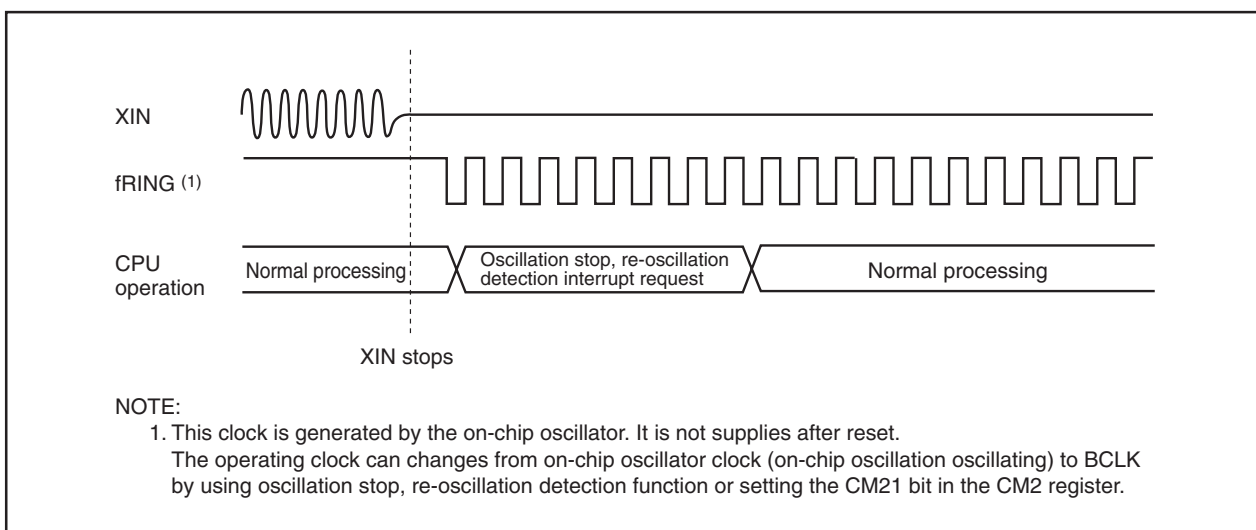 XIN
fRING (1)
CPU
operation
Normal processing
Oscillation stop, re-oscillation
detection interrupt request
Normal processing
XIN stops
NOTE:
1. This clock is generated by the on-chip oscillator. It is not supplies after reset.
The operating clock can changes from on-chip oscillator clock (on-chip oscillation oscillating) to BCLK
by using oscillation stop, re-oscillation detection function or setting the CM21 bit in the CM2 register.